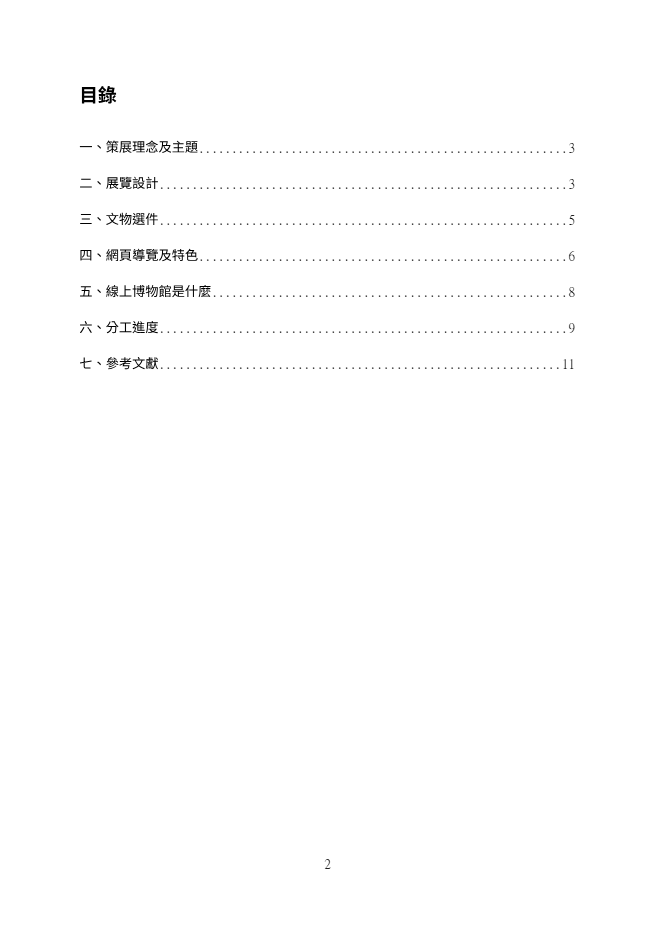 目錄
一、策展理念及主題........................................................3
二、展覽設計..............................................................3
三、文物選件..............................................................5
四、網頁導覽及特色........................................................6
五、線上博物館是什麼......................................................8
六、分工進度..............................................................9
七、參考文獻.............................................................11
2